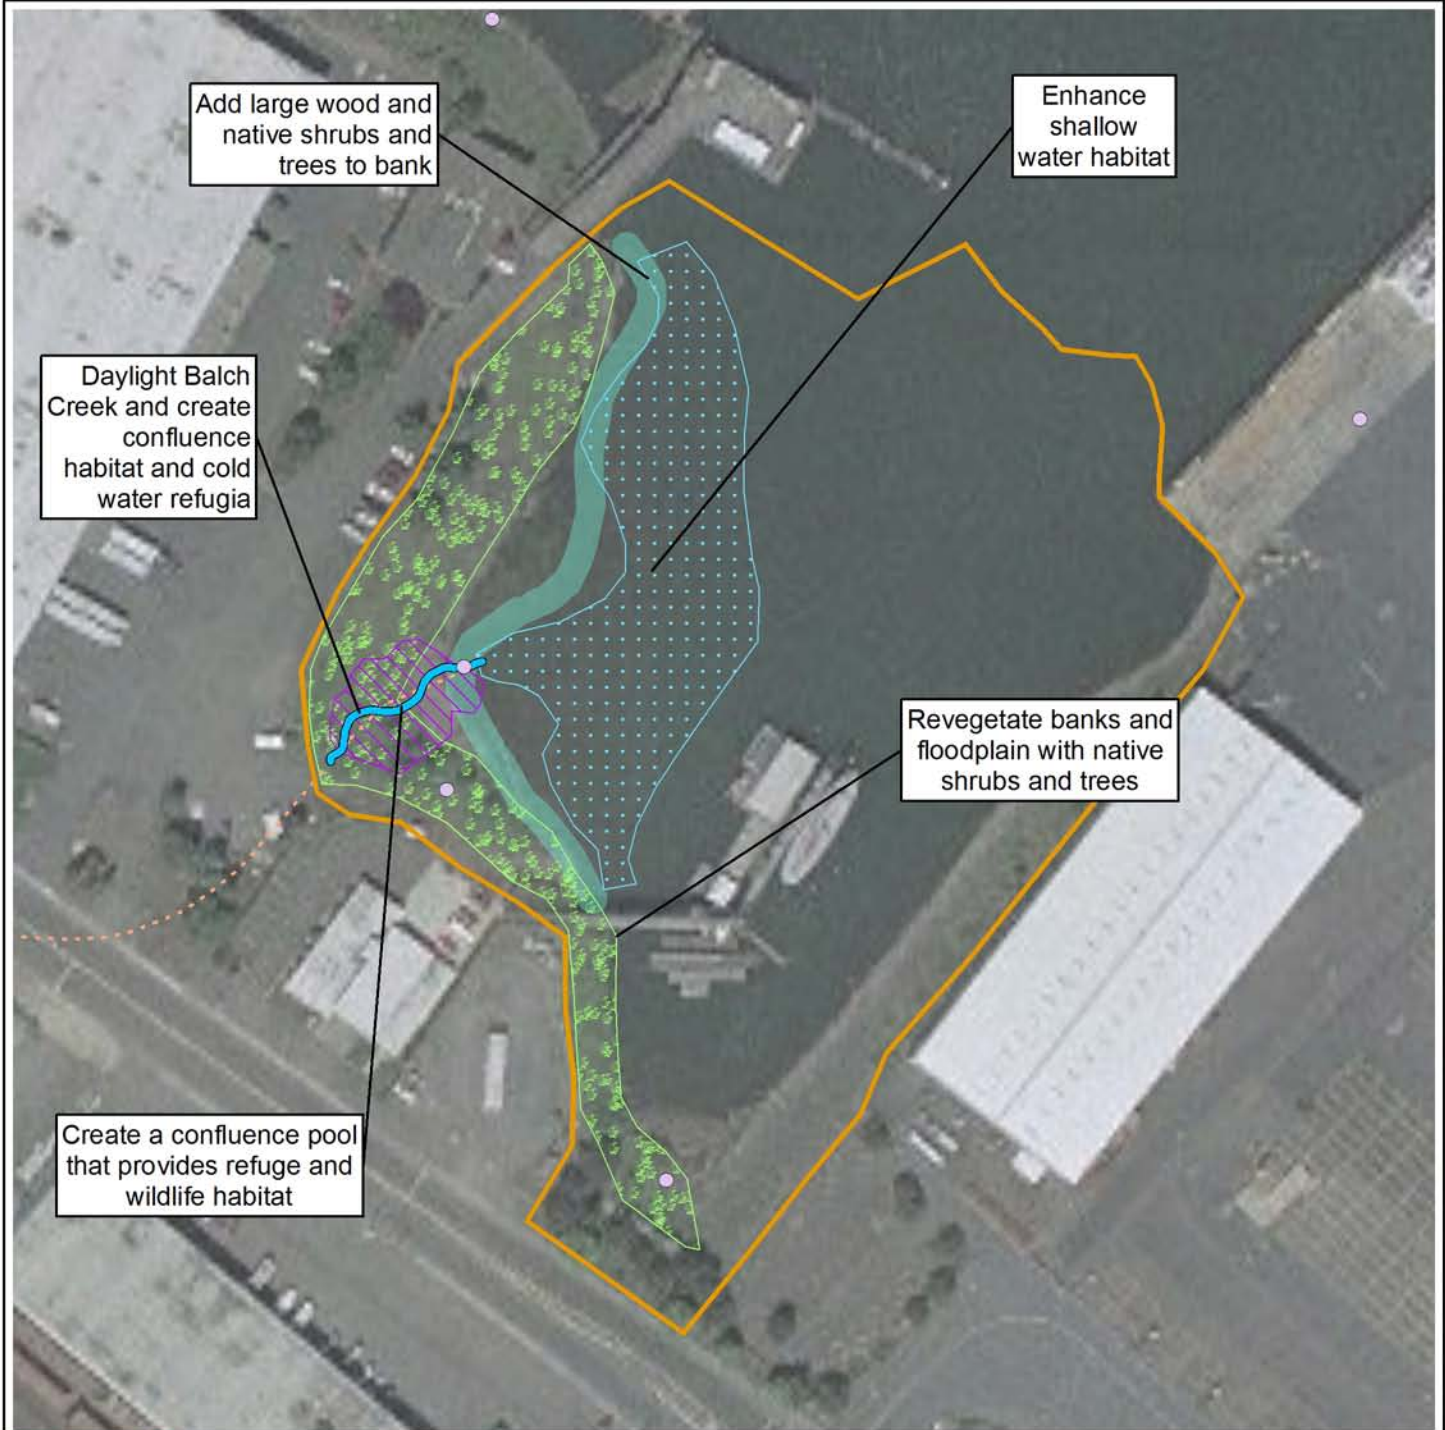 Add large wood and
native shrubs and
trees to bank
Enhance
shallow
water habitat
Daylight Balch
Creek and create
confluence
habitat and cold
water refugia
Revegetate banks and
floodplain with native
shrubs and trees
Create a confluence pool
that provides refuge and
wildlife habitat